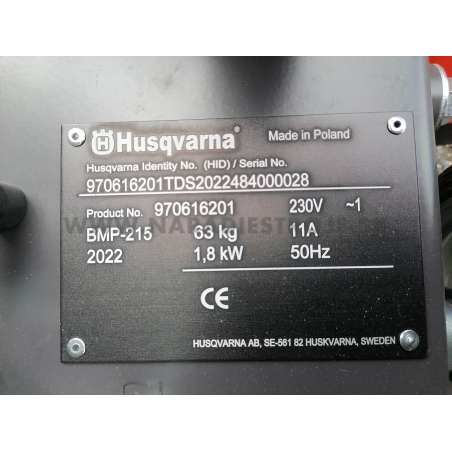 Husqvarna Made in Poland
Husqvarna Identity No. (HID) / Serial No.
970616201TDS2022484000028
Product No. 970616201 230V ~1
BMP-215 63 kg 11A
2022 1,8 kW 50Hz
CE
HUSQVARNA AB, SE-561 82 HUSKVARNA, SWEDEN